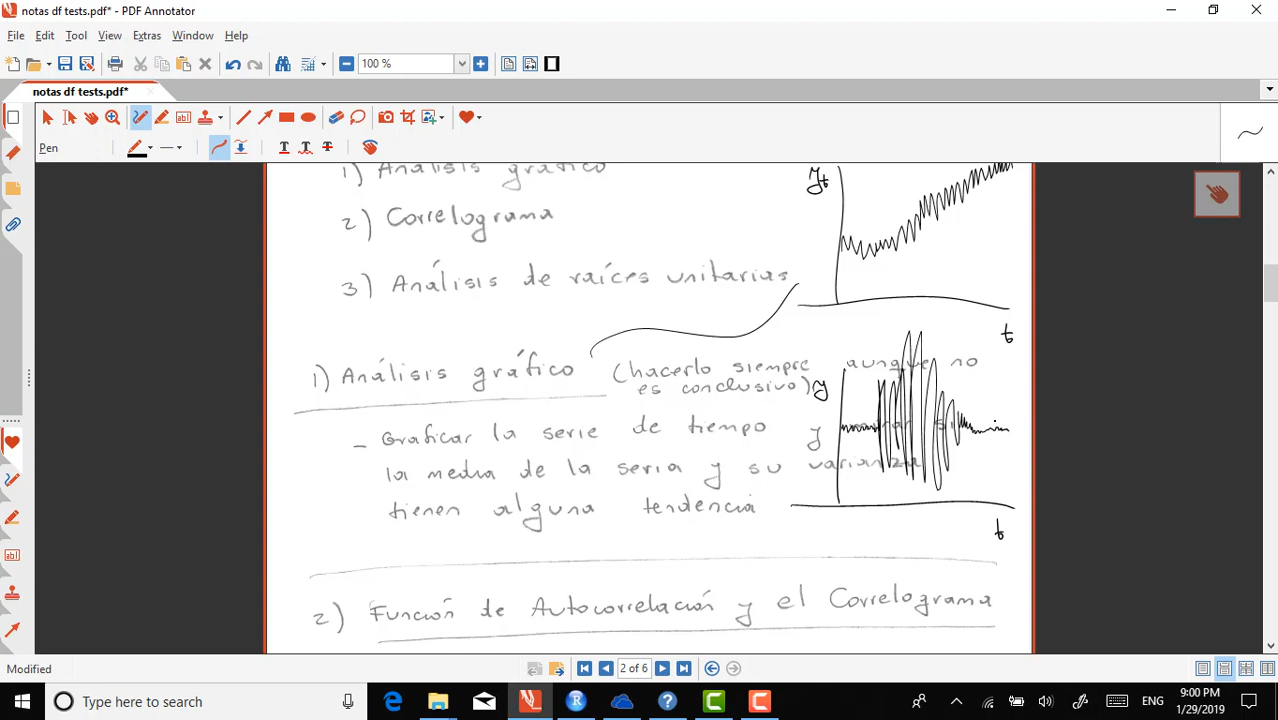 notas df tests.pdf* - PDF Annotator
File Edit Tool View Extras Window Help
100 %
notas df tests.pdf*
Pen
1) Análisis gráfico
2) Correlograma
3) Análisis de raíces unitarias
yt
t
1) Análisis gráfico (hacerlo siempre aunque no
es conclusivo)
y
- Graficar la serie de tiempo y mirar si
la media de la seria y su varianza
tienen alguna tendencia
t
2) Función de Autocorrelación y el Correlograma
Modified
2 of 6
Type here to search
ENG
9:00 PM
1/29/2019